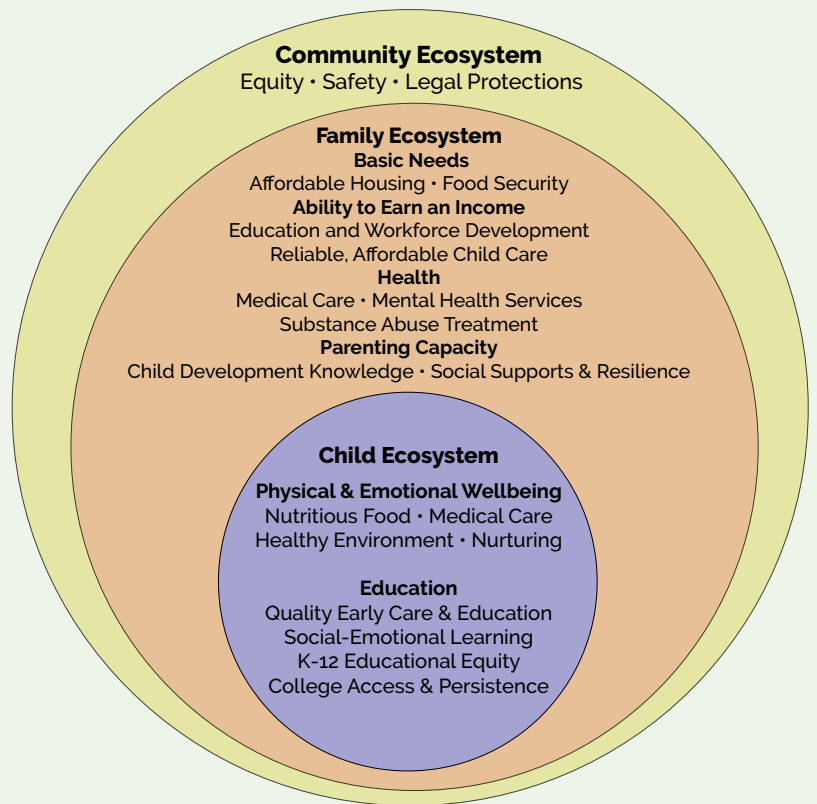 Community Ecosystem
Equity • Safety • Legal Protections
Family Ecosystem
Basic Needs
Affordable Housing • Food Security
Ability to Earn an Income
Education and Workforce Development
Reliable, Affordable Child Care
Health
Medical Care • Mental Health Services
Substance Abuse Treatment
Parenting Capacity
Child Development Knowledge • Social Supports & Resilience
Child Ecosystem
Physical & Emotional Wellbeing
Nutritious Food • Medical Care
Healthy Environment • Nurturing
Education
Quality Early Care & Education
Social-Emotional Learning
K-12 Educational Equity
College Access & Persistence